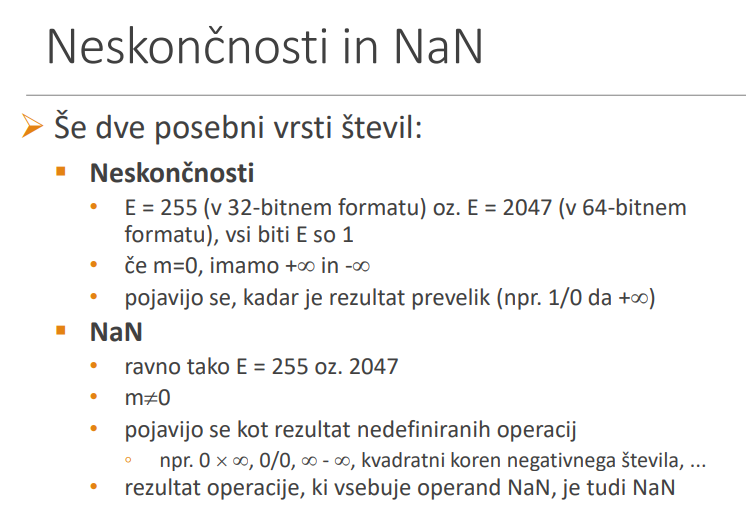 Neskončnosti in NaN
Še dve posebni vrsti števil:
Neskončnosti
E = 255 (v 32-bitnem formatu) oz. E = 2047 (v 64-bitnem
formatu), vsi biti E so 1
če m=0, imamo +∞ in -∞
pojavijo se, kadar je rezultat prevelik (npr. 1/0 da +∞)
NaN
ravno tako E = 255 oz. 2047
m≠0
pojavijo se kot rezultat nedefiniranih operacij
npr. 0 × ∞, 0/0, ∞ - ∞, kvadratni koren negativnega števila, ...
rezultat operacije, ki vsebuje operand NaN, je tudi NaN